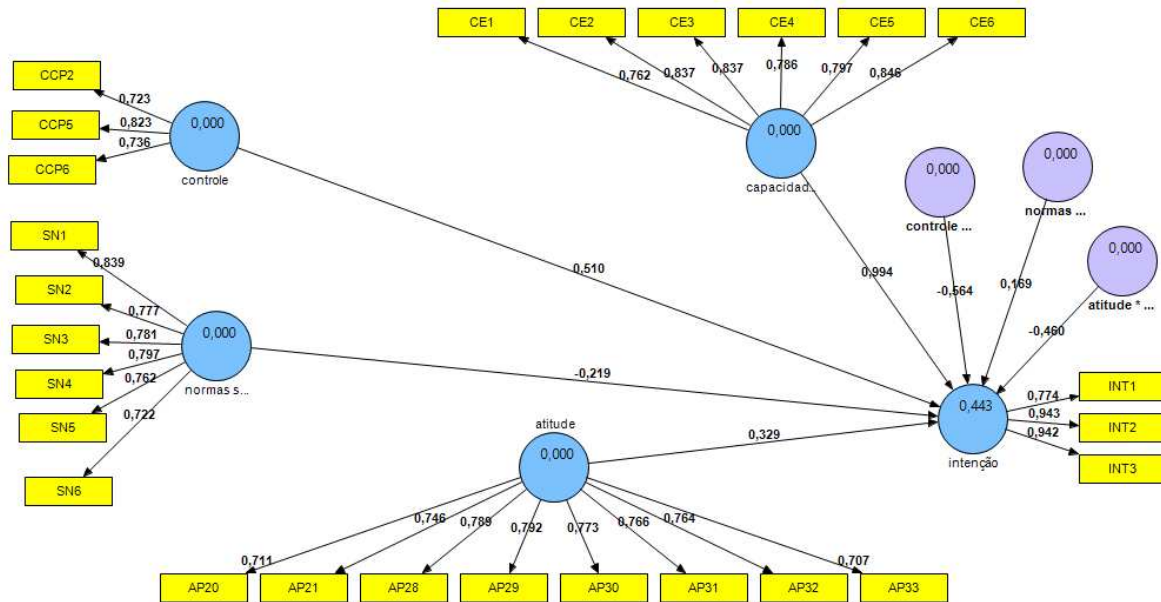 CE1 CE2 CE3 CE4 CE5 CE6
0,762 0,837 0,837 0,786 0,797 0,846
0,000
capacidad...
CCP2
CCP5
CCP6
0,723
0,823
0,736
0,000
controle
0,000
controle ...
0,000
normas ...
0,000
atitude * ...
0,510
0,994
-0,564
0,169
-0,460
SN1
SN2
SN3
SN4
SN5
SN6
0,839
0,777
0,781
0,797
0,762
0,722
0,000
normas s...
-0,219
0,329
0,443
intenção
0,774
0,943
0,942
INT1
INT2
INT3
atitude
0,000
0,711 0,746 0,789 0,792 0,773 0,766 0,764 0,707
AP20 AP21 AP28 AP29 AP30 AP31 AP32 AP33